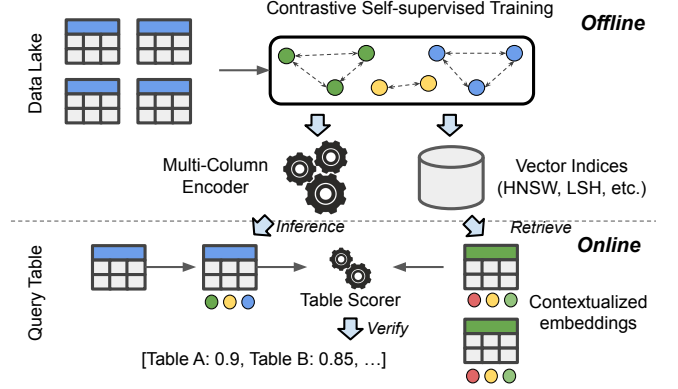 Contrastive Self-supervised Training
Offline
Data Lake
Multi-Column
Encoder
Vector Indices
(HNSW, LSH, etc.)
Inference
Retrieve
Online
Query Table
Table Scorer
Contextualized
embeddings
Verify
[Table A: 0.9, Table B: 0.85, …]